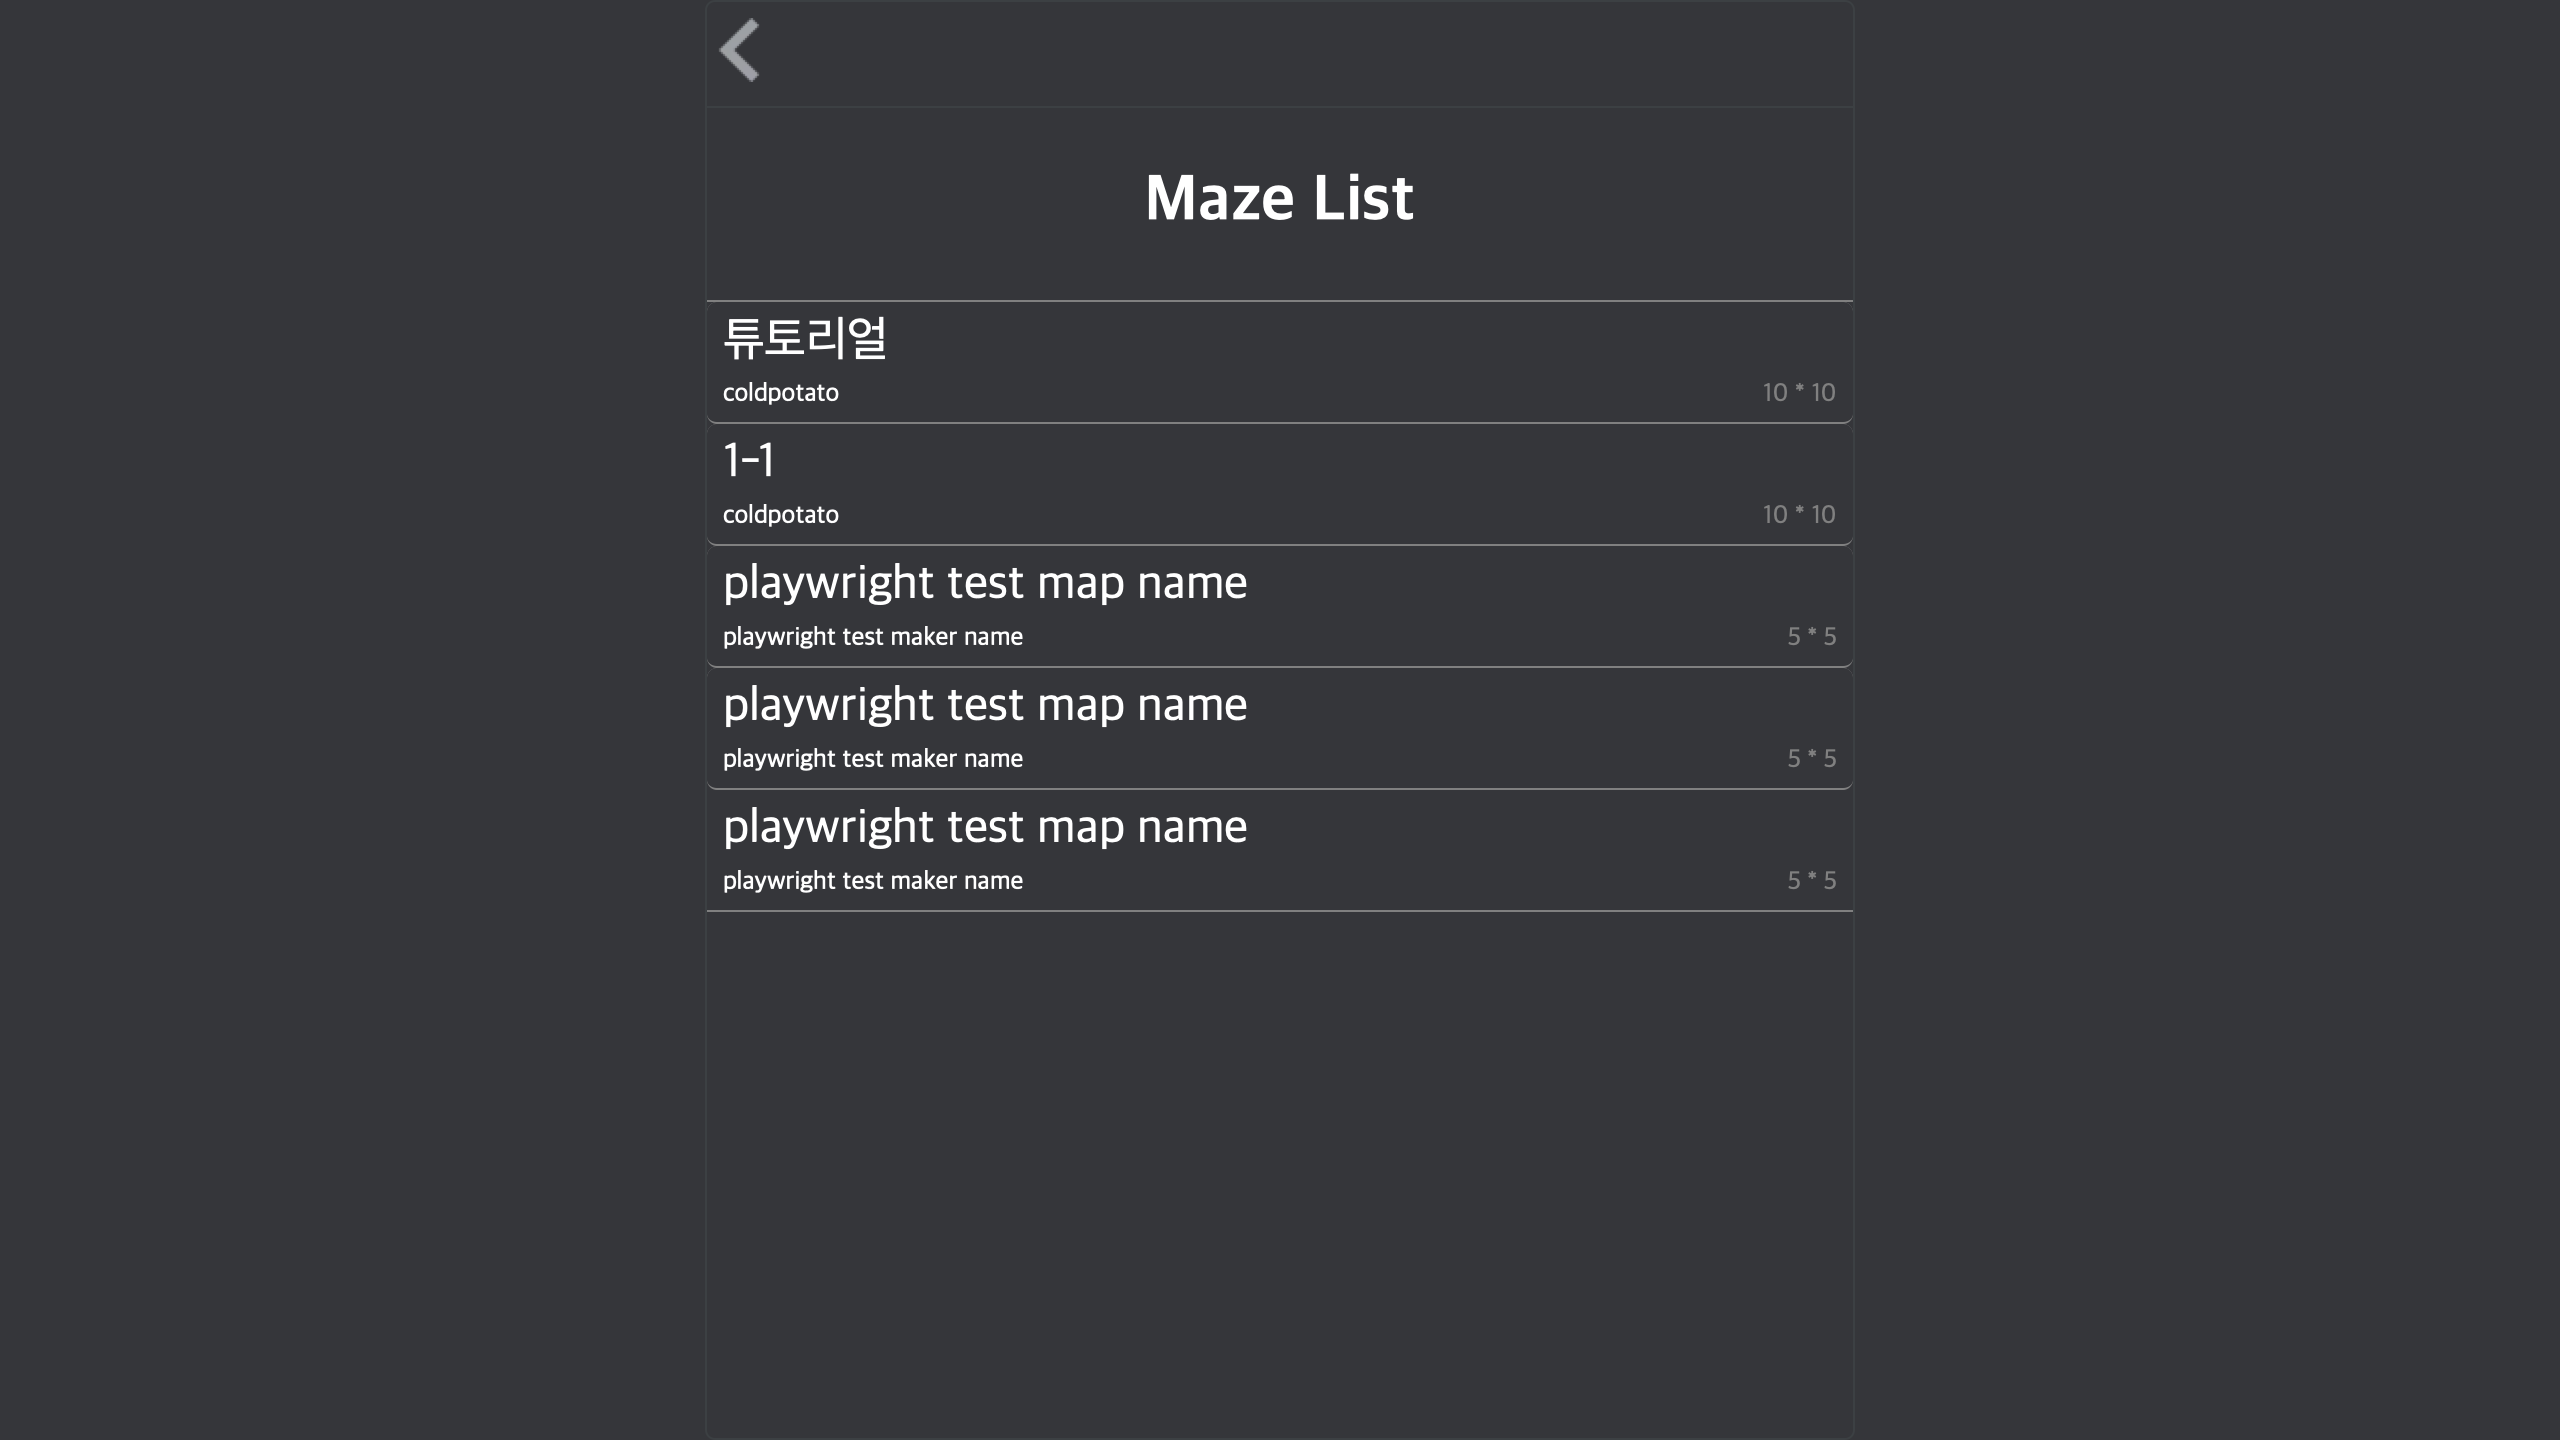 Maze List
튜토리얼
coldpotato
10 * 10
1-1
coldpotato
10 * 10
playwright test map name
playwright test maker name
5 * 5
playwright test map name
playwright test maker name
5 * 5
playwright test map name
playwright test maker name
5 * 5